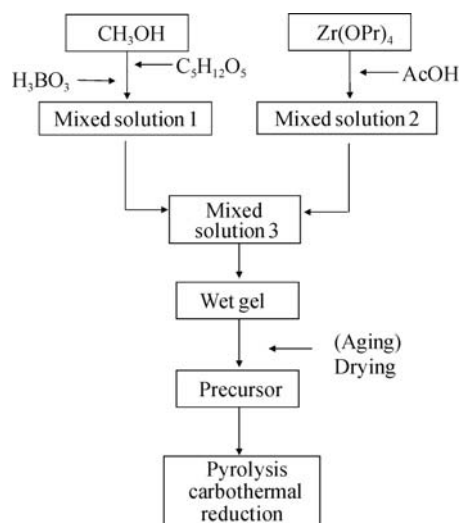 CH₃OH
Zr(OPr)₄
H₃BO₃
C₅H₁₂O₅
AcOH
Mixed solution 1
Mixed solution 2
Mixed
solution 3
Wet gel
(Aging)
Drying
Precursor
Pyrolysis
carbothermal
reduction